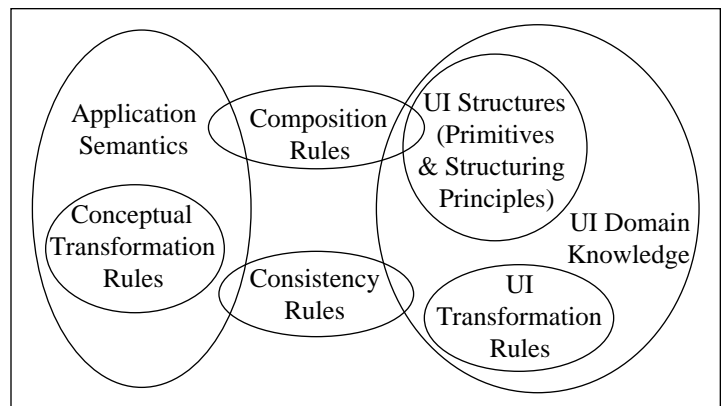 Application
Semantics
Conceptual
Transformation
Rules
Composition
Rules
Consistency
Rules
UI Structures
(Primitives
& Structuring
Principles)
UI Domain
Knowledge
UI
Transformation
Rules